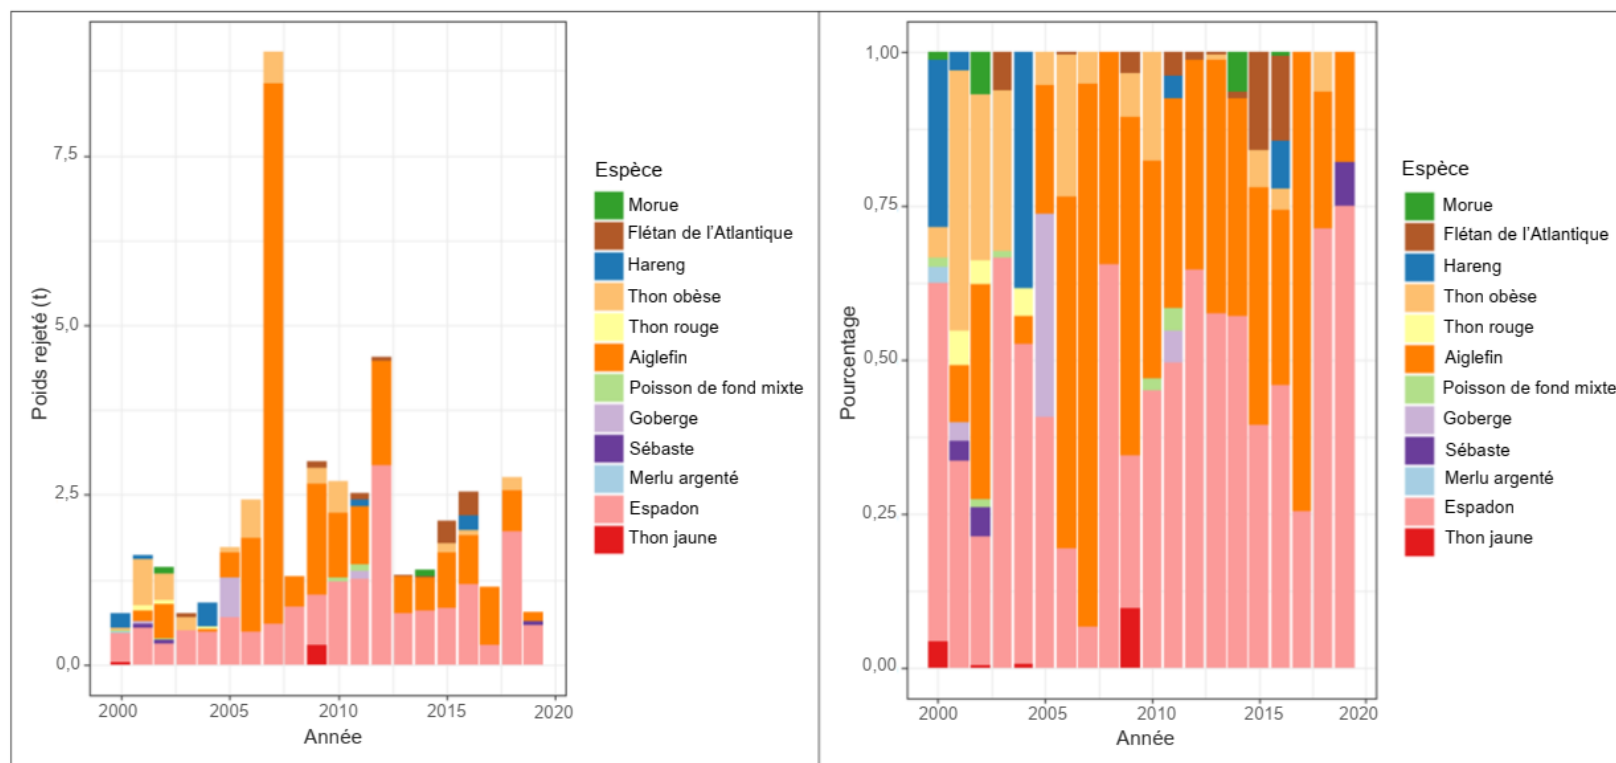 7,5
5,0
2,5
0,0
Poids rejeté (t)
2000
2005
2010
2015
2020
Année
Espèce
Morue
Flétan de l'Atlantique
Hareng
Thon obèse
Thon rouge
Aiglefin
Poisson de fond mixte
Goberge
Sébaste
Merlu argenté
Espadon
Thon jaune
1,00
0,75
0,50
0,25
0,00
Pourcentage
2000
2005
2010
2015
2020
Année
Espèce
Morue
Flétan de l'Atlantique
Hareng
Thon obèse
Thon rouge
Aiglefin
Poisson de fond mixte
Goberge
Sébaste
Merlu argenté
Espadon
Thon jaune